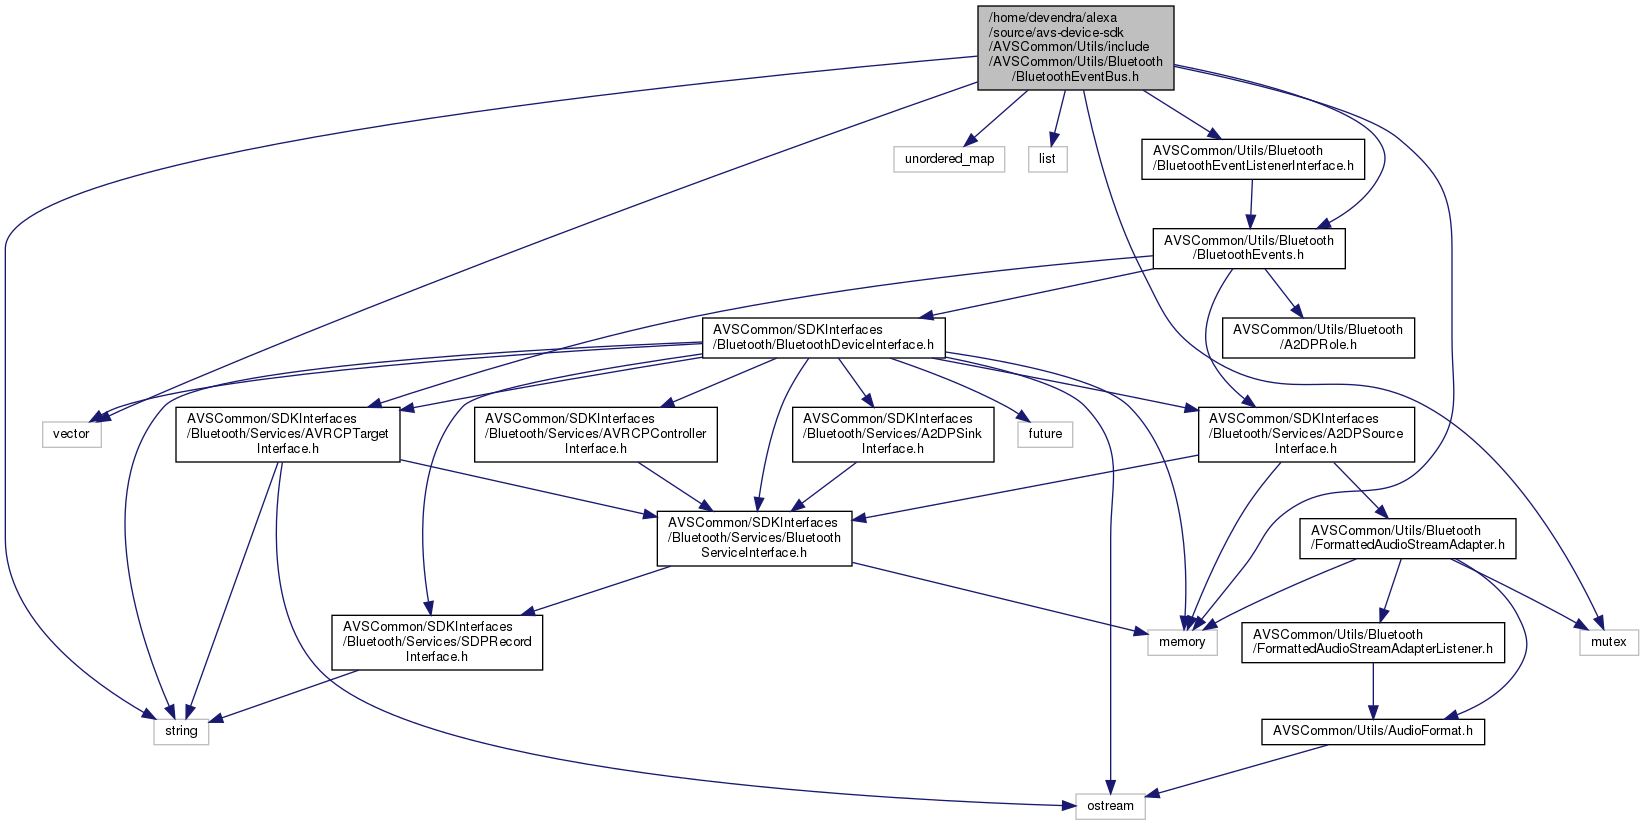 /home/devendra/alexa
/source/avs-device-sdk
/AVSCommon/Utils/include
/AVSCommon/Utils/Bluetooth
/BluetoothEventBus.h
unordered_map
list
AVSCommon/Utils/Bluetooth
/BluetoothEventListenerInterface.h
AVSCommon/Utils/Bluetooth
/BluetoothEvents.h
AVSCommon/SDKInterfaces
/Bluetooth/BluetoothDeviceInterface.h
AVSCommon/Utils/Bluetooth
/A2DPRole.h
vector
AVSCommon/SDKInterfaces
/Bluetooth/Services/AVRCPTarget
Interface.h
AVSCommon/SDKInterfaces
/Bluetooth/Services/AVRCPController
Interface.h
AVSCommon/SDKInterfaces
/Bluetooth/Services/A2DPSink
Interface.h
future
AVSCommon/SDKInterfaces
/Bluetooth/Services/A2DPSource
Interface.h
AVSCommon/SDKInterfaces
/Bluetooth/Services/Bluetooth
ServiceInterface.h
AVSCommon/Utils/Bluetooth
/FormattedAudioStreamAdapter.h
AVSCommon/SDKInterfaces
/Bluetooth/Services/SDPRecord
Interface.h
memory
AVSCommon/Utils/Bluetooth
/FormattedAudioStreamAdapterListener.h
mutex
string
AVSCommon/Utils/AudioFormat.h
ostream